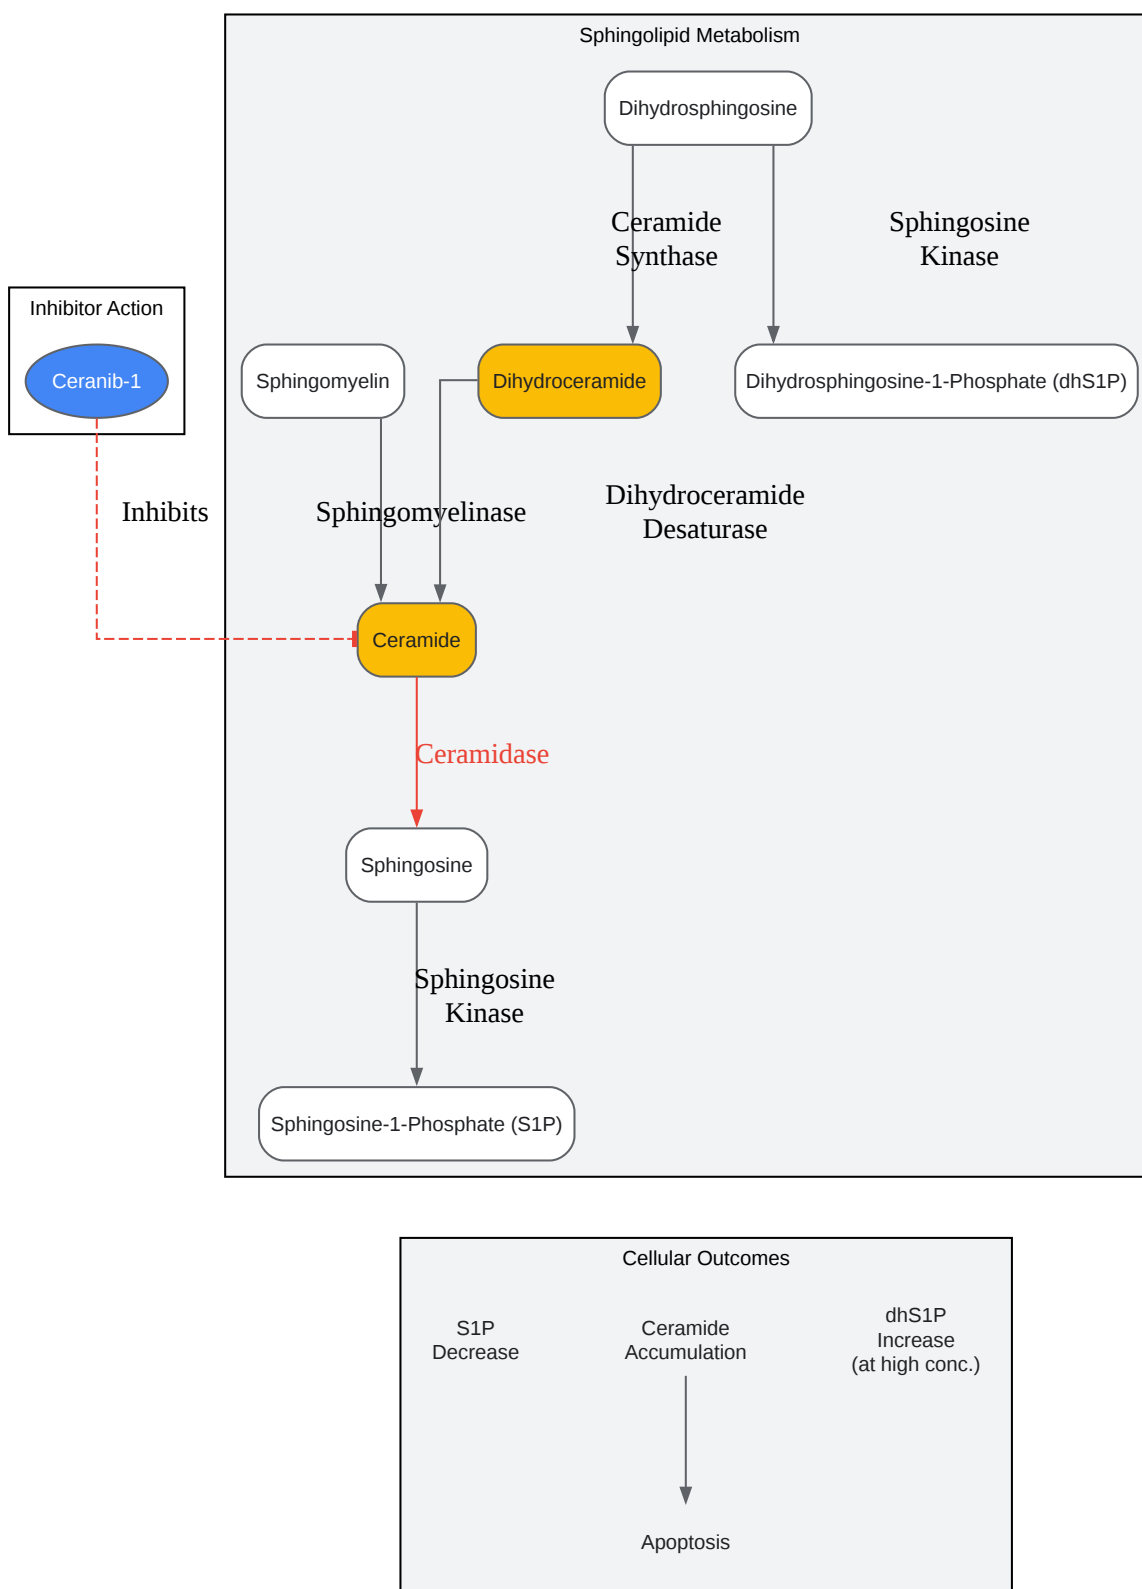 Sphingolipid Metabolism
Dihydrosphingosine
Ceramide
Synthase
Sphingosine
Kinase
Inhibitor Action
Ceranib-1
Sphingomyelin
Dihydroceramide
Dihydrosphingosine-1-Phosphate (dhS1P)
Inhibits
Sphingomyelinase
Dihydroceramide
Desaturase
Ceramide
Ceramidase
Sphingosine
Sphingosine
Kinase
Sphingosine-1-Phosphate (S1P)
Cellular Outcomes
S1P
Decrease
Ceramide
Accumulation
dhS1P
Increase
(at high conc.)
Apoptosis